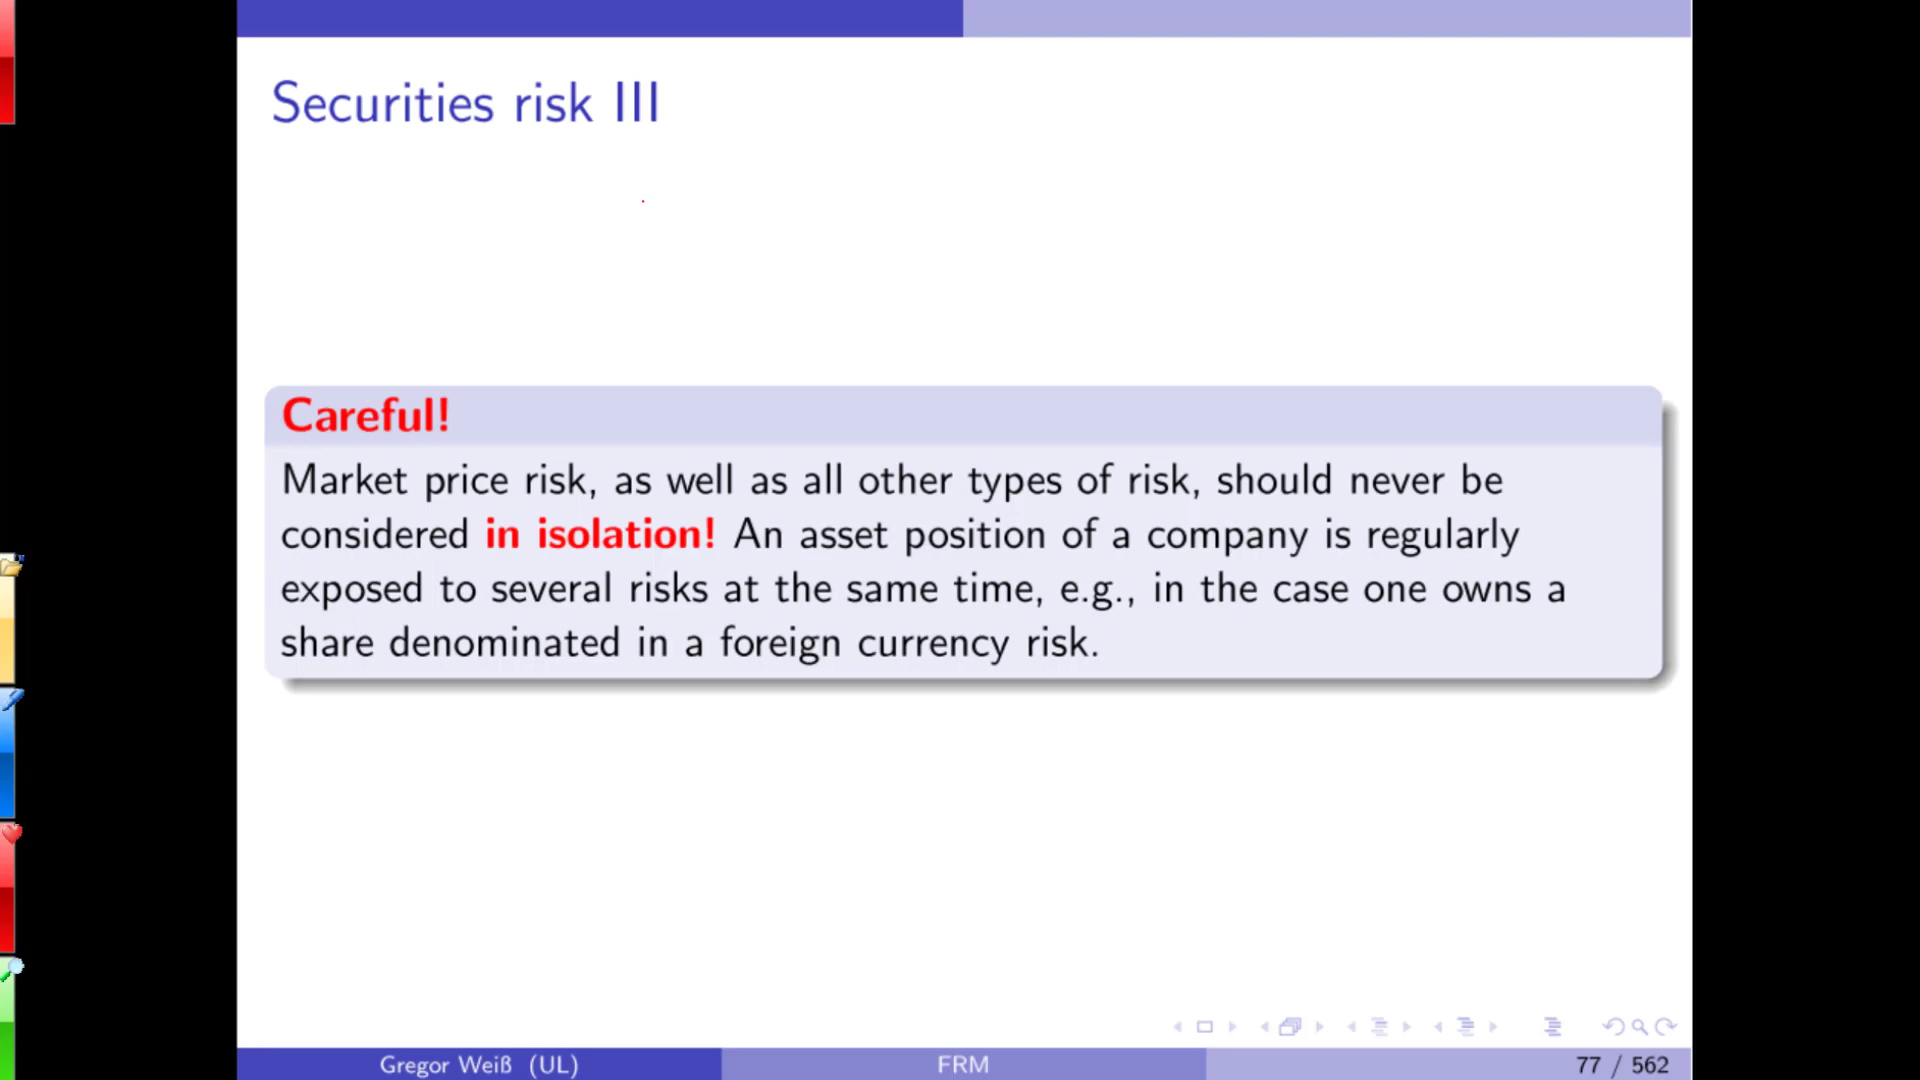 Securities risk III
Careful!
Market price risk, as well as all other types of risk, should never be
considered in isolation! An asset position of a company is regularly
exposed to several risks at the same time, e.g., in the case one owns a
share denominated in a foreign currency risk.
Gregor Weiß (UL) FRM 77 / 562